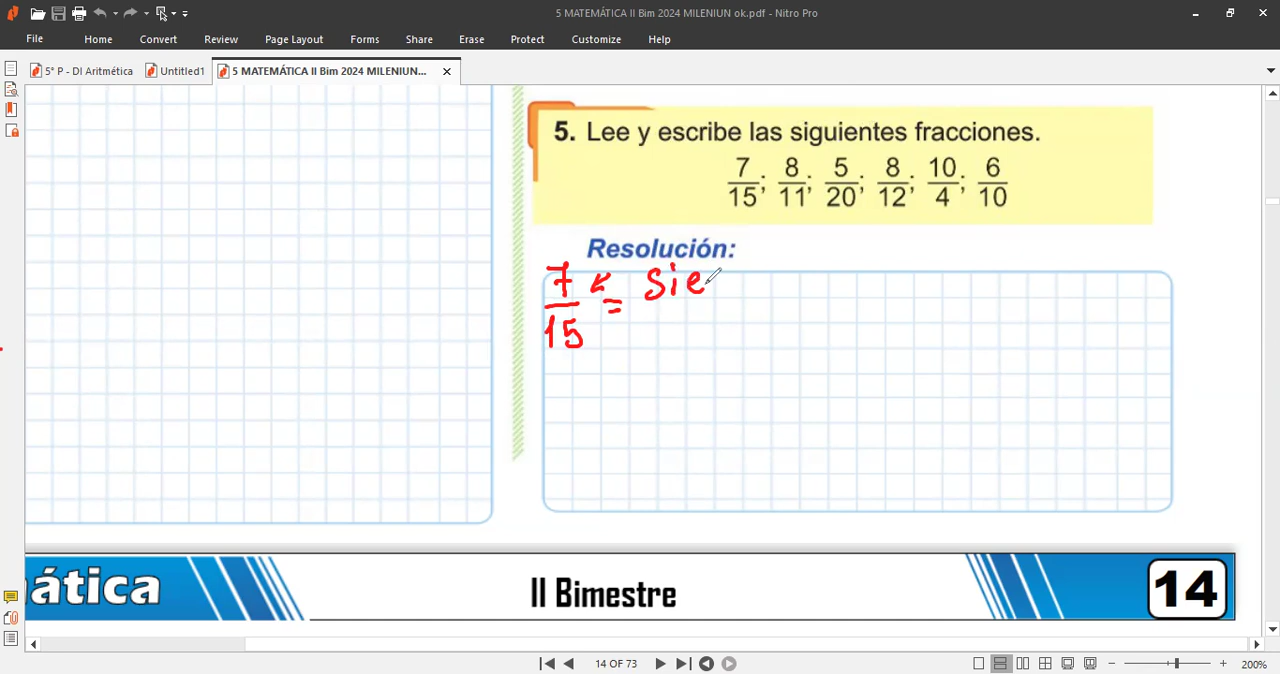 5 MATEMÁTICA II Bim 2024 MILENIUN ok.pdf - Nitro Pro
File Home Convert Review Page Layout Forms Share Erase Protect Customize Help
5° P - DI Aritmética Untitled1 5 MATEMÁTICA II Bim 2024 MILENIUN...
5. Lee y escribe las siguientes fracciones.
7/15; 8/11; 5/20; 8/12; 10/4; 6/10
Resolución:
7/15 = sie
mática II Bimestre 14
14 OF 73 200%